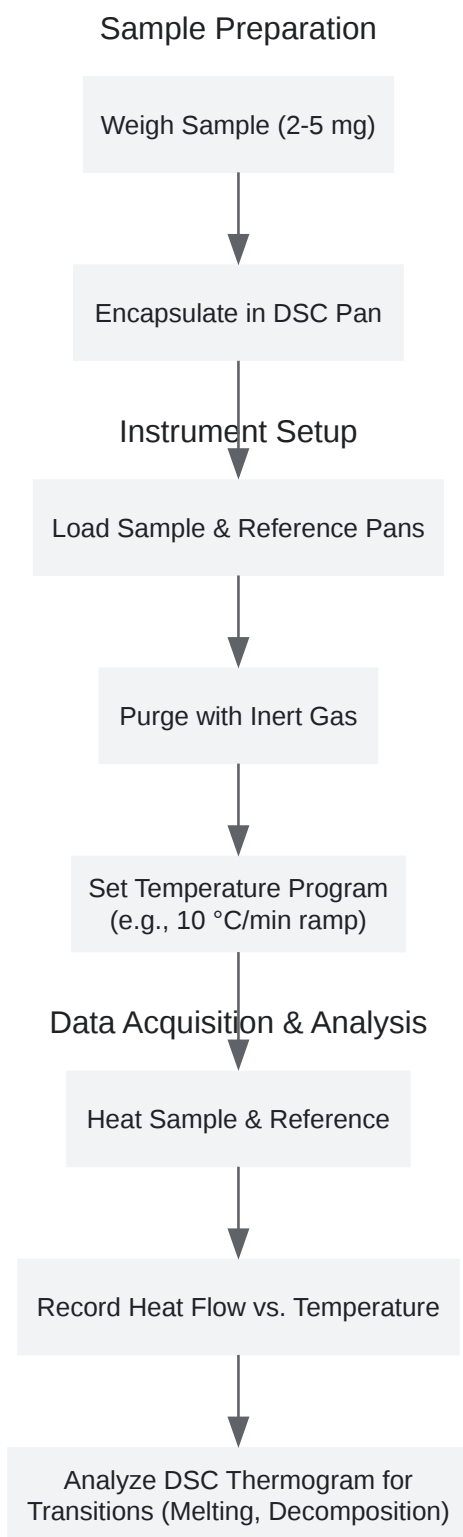 Sample Preparation
Weigh Sample (2-5 mg)
Encapsulate in DSC Pan
Instrument Setup
Load Sample & Reference Pans
Purge with Inert Gas
Set Temperature Program
(e.g., 10 °C/min ramp)
Data Acquisition & Analysis
Heat Sample & Reference
Record Heat Flow vs. Temperature
Analyze DSC Thermogram for
Transitions (Melting, Decomposition)